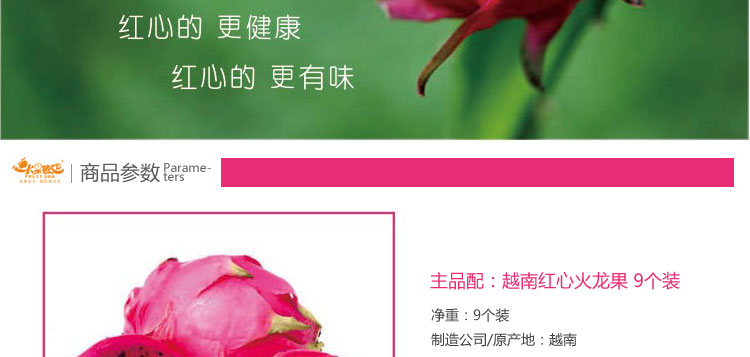 红心的 更健康
红心的 更有味
商品参数 Parame-
ters
主品配：越南红心火龙果 9个装
净重：9个装
制造公司/原产地：越南